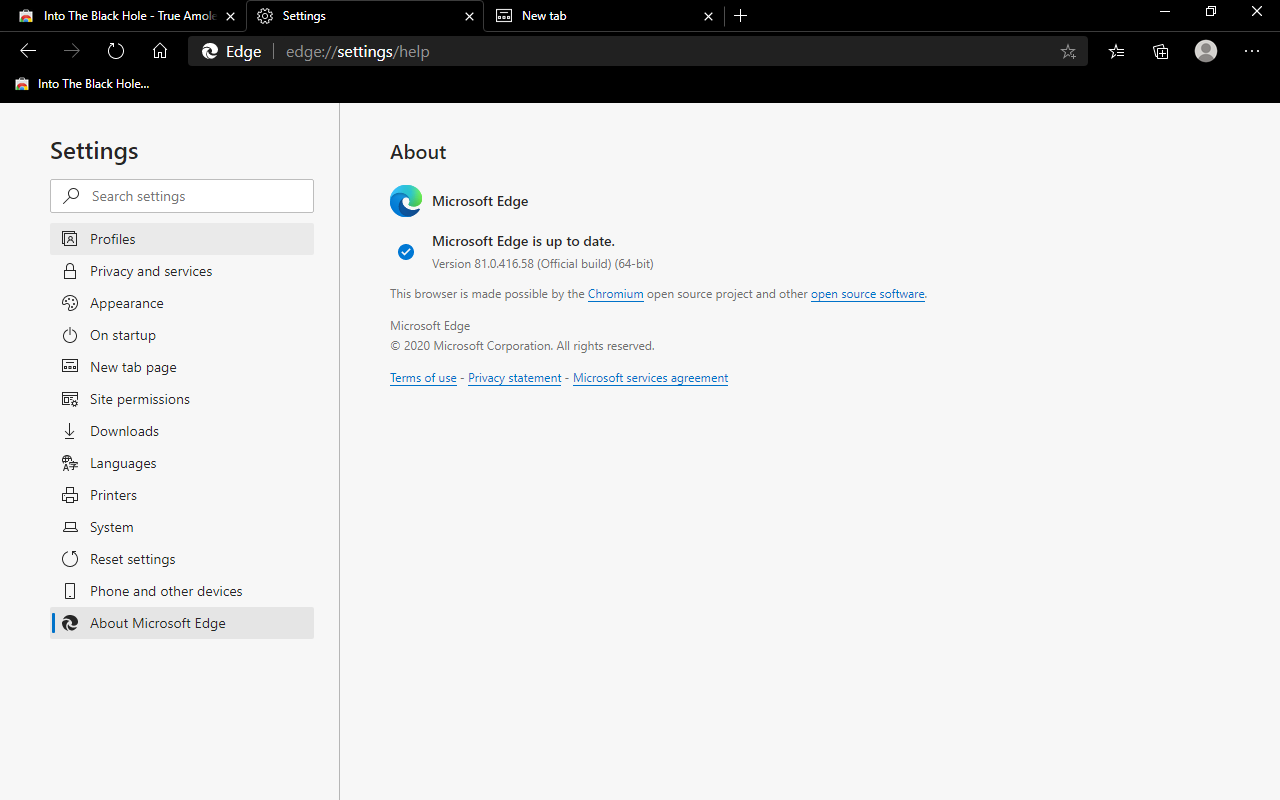 Into The Black Hole - True Amole
Settings
New tab
Edge
edge://settings/help
Into The Black Hole...
Settings
Search settings
Profiles
Privacy and services
Appearance
On startup
New tab page
Site permissions
Downloads
Languages
Printers
System
Reset settings
Phone and other devices
About Microsoft Edge
About
Microsoft Edge
Microsoft Edge is up to date.
Version 81.0.416.58 (Official build) (64-bit)
This browser is made possible by the Chromium open source project and other open source software.
Microsoft Edge
© 2020 Microsoft Corporation. All rights reserved.
Terms of use - Privacy statement - Microsoft services agreement